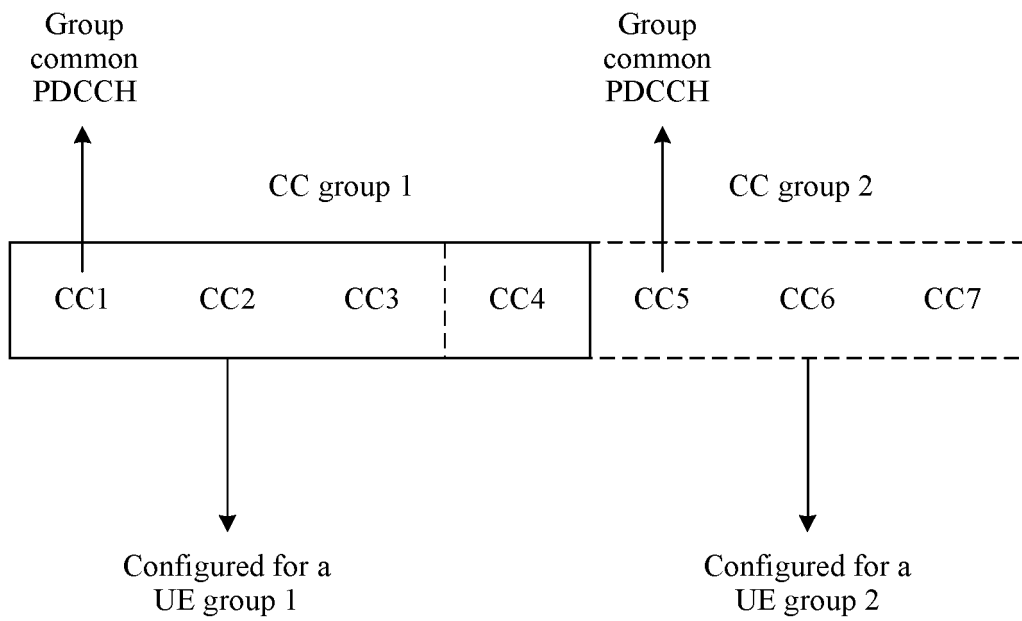 Group
common
PDCCH
Group
common
PDCCH
CC group 1
CC group 2
CC1 CC2 CC3 CC4 CC5 CC6 CC7
Configured for a
UE group 1
Configured for a
UE group 2